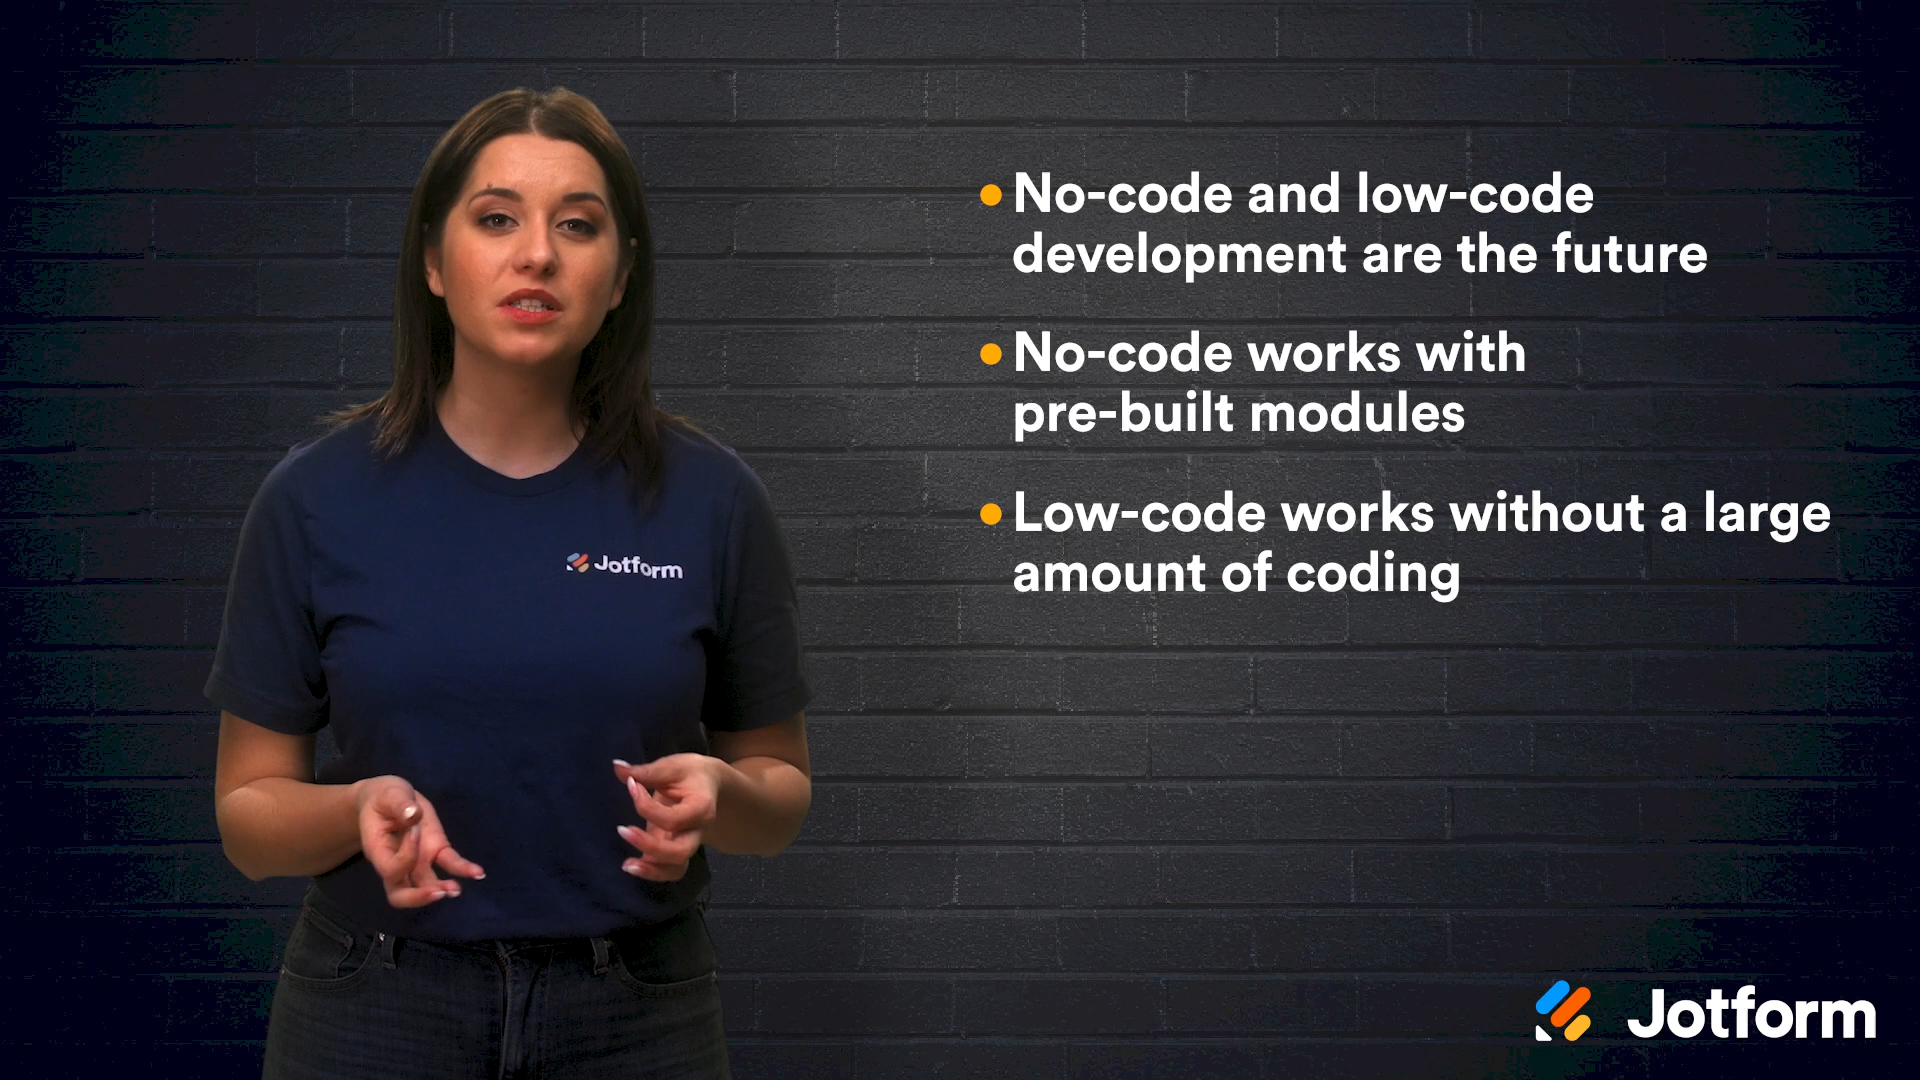 No-code and low-code
development are the future
No-code works with
pre-built modules
Low-code works without a large
amount of coding
Jotform
Jotform